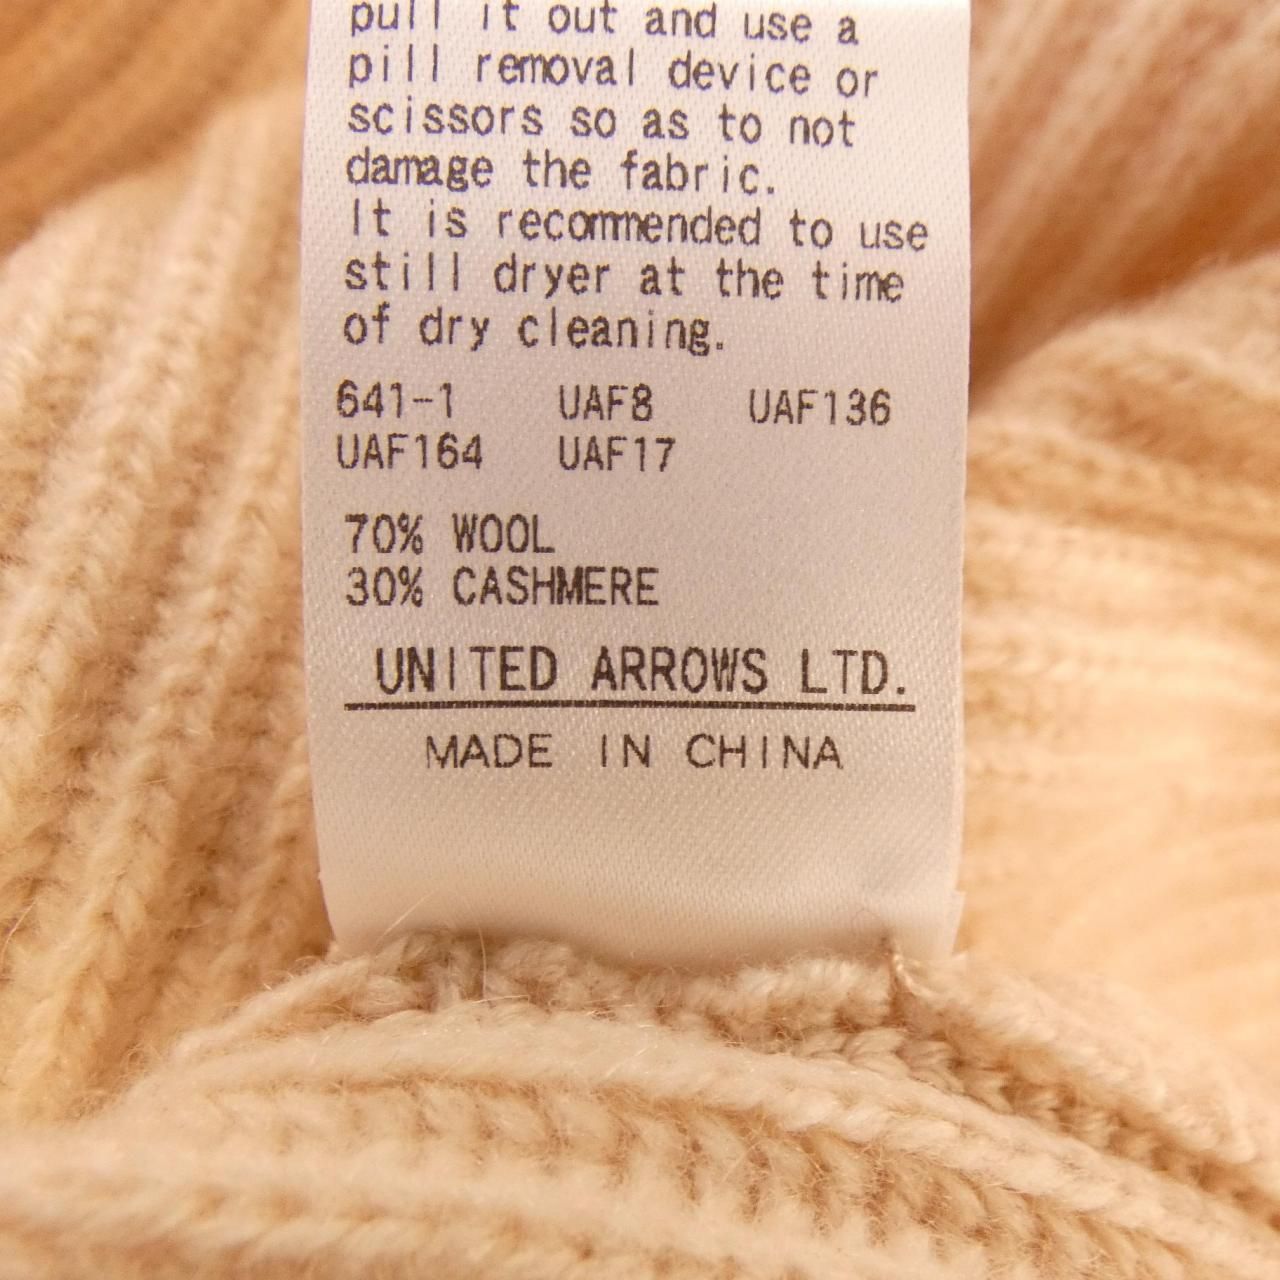 pull it out and use a
pill removal device or
scissors so as to not
damage the fabric.
It is recommended to use
still dryer at the time
of dry cleaning.
641-1 UAF8 UAF136
UAF164 UAF17
70% WOOL
30% CASHMERE
UNITED ARROWS LTD.
MADE IN CHINA